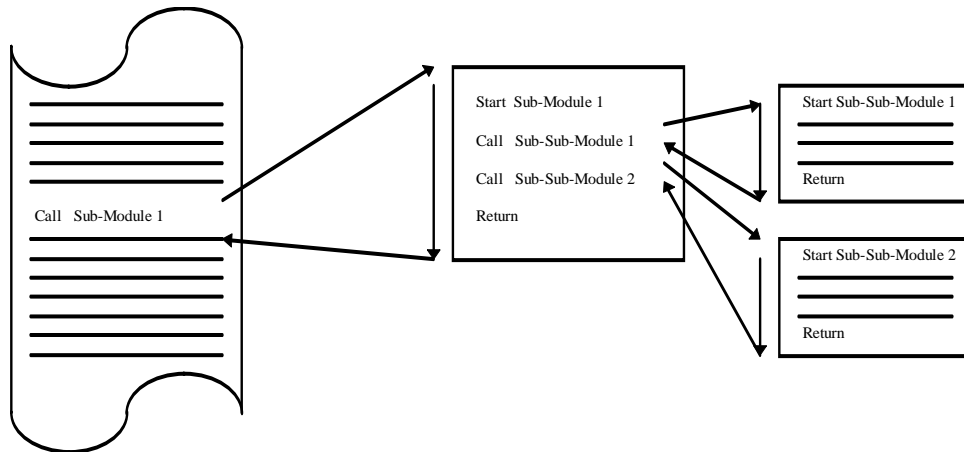 Call Sub-Module 1
Start Sub-Module 1
Call Sub-Sub-Module 1
Call Sub-Sub-Module 2
Return
Start Sub-Sub-Module 1
Return
Start Sub-Sub-Module 2
Return